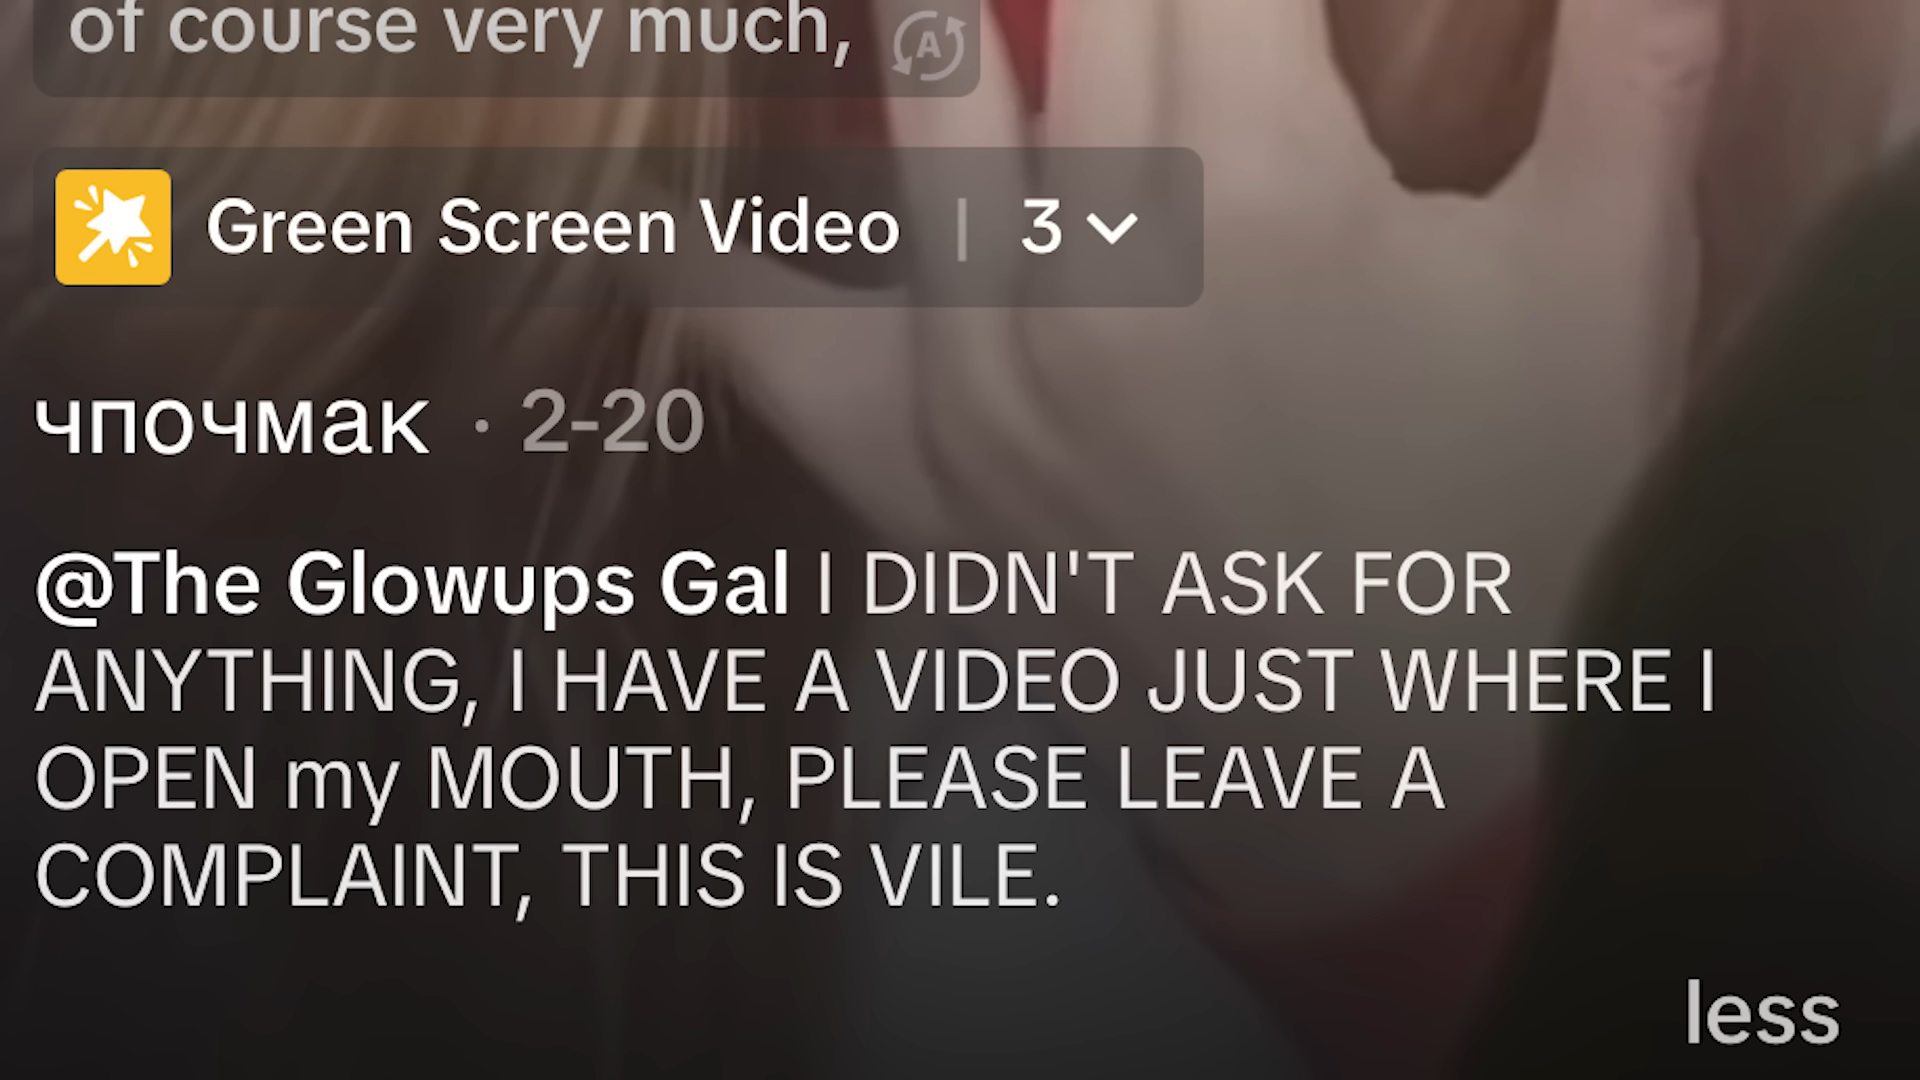 of course very much,
A
Green Screen Video | 3
чпочмак · 2-20
@The Glowups Gal I DIDN'T ASK FOR
ANYTHING, I HAVE A VIDEO JUST WHERE I
OPEN my MOUTH, PLEASE LEAVE A
COMPLAINT, THIS IS VILE.
less